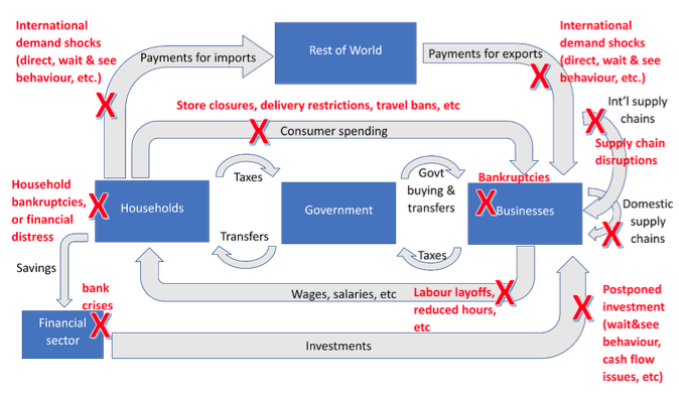 International
demand shocks
(direct, wait & see
behaviour, etc.)
Payments for imports
Rest of World
Payments for exports
International
demand shocks
(direct, wait & see
behaviour, etc.)
Store closures, delivery restrictions, travel bans, etc
Consumer spending
Int'l supply
chains
Supply chain
disruptions
Household
bankruptcies,
or financial
distress
Households
Taxes
Government
Transfers
Govt
buying &
transfers
Taxes
Bankruptcies
Businesses
Domestic
supply
chains
Savings
bank
crises
Financial
sector
Wages, salaries, etc
Labour layoffs,
reduced hours,
etc
Investments
Postponed
investment
(wait&see
behaviour,
cash flow
issues, etc)